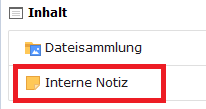 Inhalt
Dateisammlung
Interne Notiz